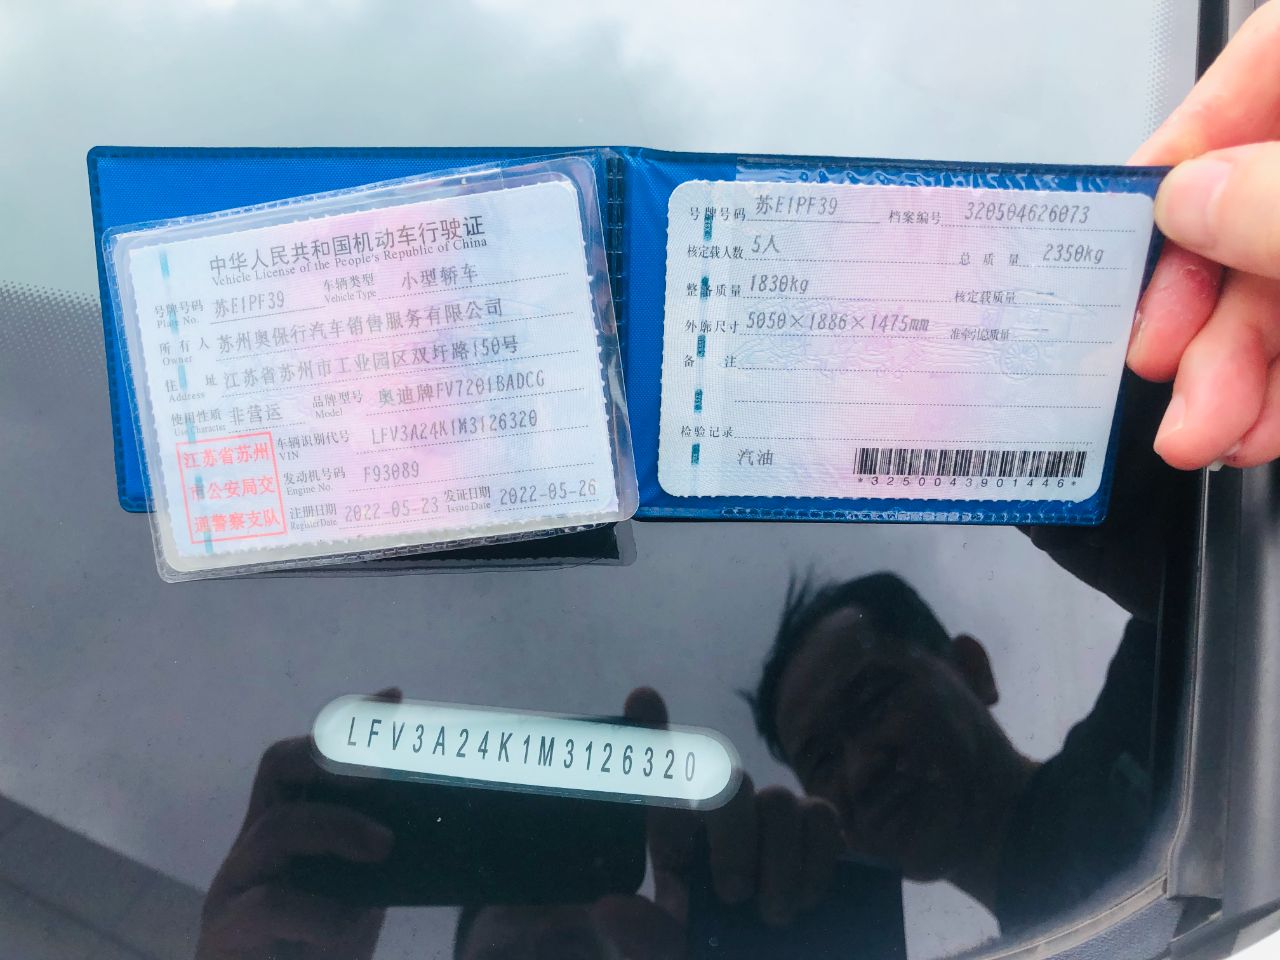 中华人民共和国机动车行驶证
Vehicle License of the People's Republic of China
号牌号码 苏E1PF39 车辆类型 小型轿车
Plate No. Vehicle Type
所有人 苏州奥保行汽车销售服务有限公司
Owner
住址 江苏省苏州市工业园区双圩路150号
Address
使用性质 非营运 品牌型号 奥迪牌FV7201BADCG
Use Character Model
江苏省苏州
市公安局交
通警察支队
车辆识别代号 LFV3A24K1M3126320
VIN
发动机号码 F93089
Engine No.
注册日期 2022-05-23 发证日期 2022-05-26
Register Date Issue Date
号牌号码 苏E1PF39 档案编号 320504626073
核定载人数 5人 总质量 2350kg
整备质量 1830kg 核定载质量 --
外廓尺寸 5050×1886×1475mm 准牵引总质量 --
备注
检验记录
汽油
*3250043901446*
LFV3A24K1M3126320